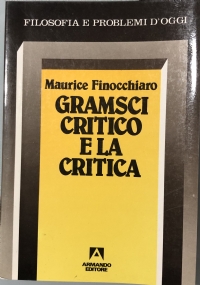 FILOSOFIA E PROBLEMI D'OGGI
Maurice Finocchiaro
GRAMSCI
CRITICO
E LA
CRITICA
ARMANDO
EDITORE